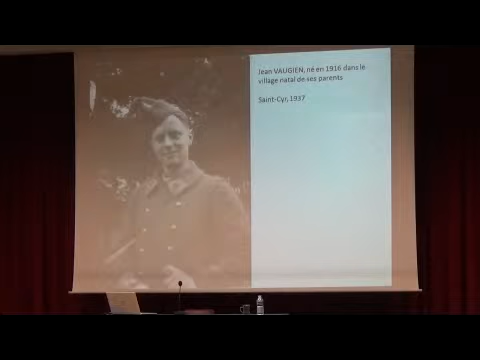 Jean VAUGIEN, né en 1916 dans le
village natal de ses parents
Saint-Cyr, 1937